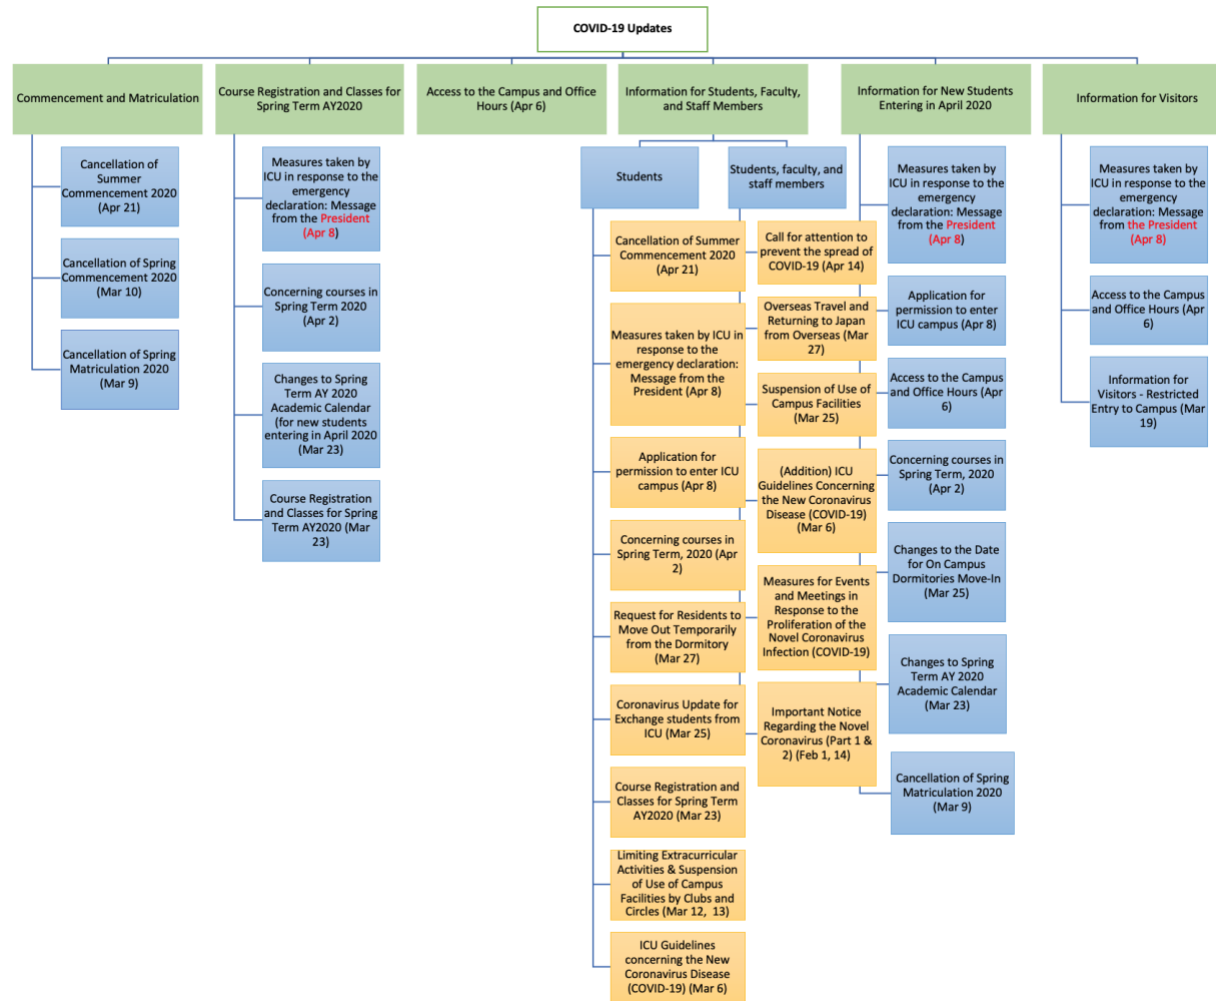 COVID-19 Updates
Commencement and Matriculation
Cancellation of
Summer
Commencement 2020
(Apr 21)
Cancellation of Spring
Commencement 2020
(Mar 10)
Cancellation of Spring
Matriculation 2020
(Mar 9)
Course Registration and Classes for
Spring Term AY2020
Measures taken by
ICU in response to the
emergency
declaration: Message
from the President
(Apr 8)
Concerning courses in
Spring Term 2020
(Apr 2)
Changes to Spring
Term AY 2020
Academic Calendar
(for new students
entering in April 2020
(Mar 23)
Course Registration
and Classes for Spring
Term AY2020 (Mar
23)
Access to the Campus and Office
Hours (Apr 6)
Information for Students, Faculty,
and Staff Members
Students
Cancellation of Summer
Commencement 2020
(Apr 21)
Measures taken by ICU in
response to the
emergency declaration:
Message from the
President (Apr 8)
Application for
permission to enter ICU
campus (Apr 8)
Concerning courses in
Spring Term, 2020 (Apr
2)
Request for Residents to
Move Out Temporarily
from the Dormitory
(Mar 27)
Coronavirus Update for
Exchange students from
ICU (Mar 25)
Course Registration and
Classes for Spring Term
AY2020 (Mar 23)
Limiting Extracurricular
Activities & Suspension
of Use of Campus
Facilities by Clubs and
Circles (Mar 12, 13)
ICU Guidelines
concerning the New
Coronavirus Disease
(COVID-19) (Mar 6)
Students, faculty, and
staff members
Call for attention to
prevent the spread of
COVID-19 (Apr 14)
Overseas Travel and
Returning to Japan
from Overseas (Mar
27)
Suspension of Use of
Campus Facilities
(Mar 25)
(Addition) ICU
Guidelines Concerning
the New Coronavirus
Disease (COVID-19)
(Mar 6)
Measures for Events
and Meetings in
Response to the
Proliferation of the
Novel Coronavirus
Infection (COVID-19)
Important Notice
Regarding the Novel
Coronavirus (Part 1 &
2) (Feb 1, 14)
Information for New Students
Entering in April 2020
Measures taken by
ICU in response to the
emergency
declaration: Message
from the President
(Apr 8)
Application for
permission to enter
ICU campus (Apr 8)
Access to the Campus
and Office Hours (Apr
6)
Concerning courses in
Spring Term, 2020
(Apr 2)
Changes to the Date
for On Campus
Dormitories Move-In
(Mar 25)
Changes to Spring
Term AY 2020
Academic Calendar
(Mar 23)
Cancellation of Spring
Matriculation 2020
(Mar 9)
Information for Visitors
Measures taken by
ICU in response to the
emergency
declaration: Message
from the President
(Apr 8)
Access to the Campus
and Office Hours (Apr
6)
Information for
Visitors - Restricted
Entry to Campus (Mar
19)